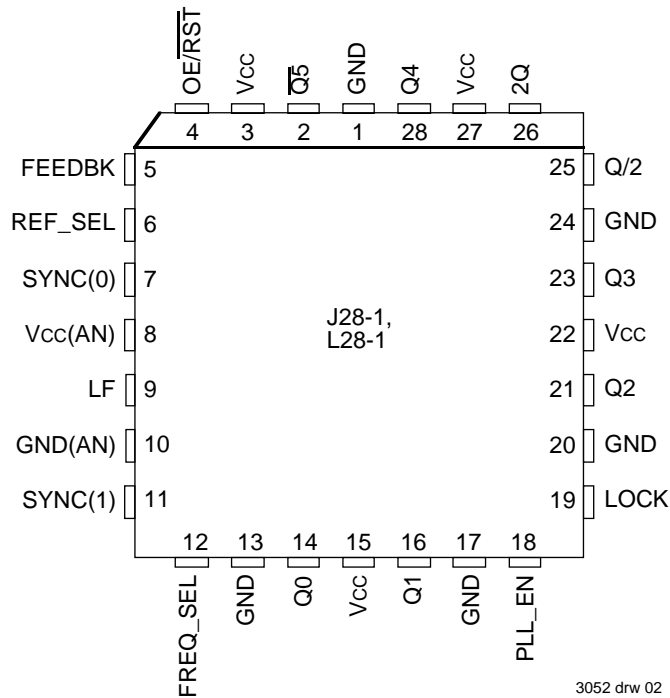 OE/RST
VCC
Q5
GND
Q4
VCC
2Q
4 3 2 1 28 27 26
FEEDBK 5
25 Q/2
REF_SEL 6
24 GND
SYNC(0) 7
23 Q3
VCC(AN) 8
22 VCC
J28-1,
L28-1
LF 9
21 Q2
GND(AN) 10
20 GND
SYNC(1) 11
19 LOCK
12 13 14 15 16 17 18
FREQ_SEL
GND
Q0
VCC
Q1
GND
PLL_EN
3052 drw 02